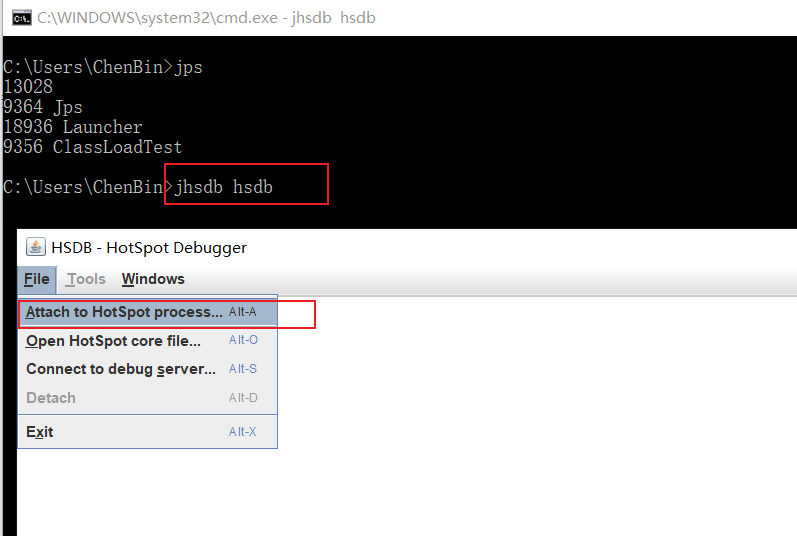 C:\WINDOWS\system32\cmd.exe - jhsdb  hsdb
C:\Users\ChenBin>jps
13028
9364 Jps
18936 Launcher
9356 ClassLoadTest
C:\Users\ChenBin>jhsdb hsdb
HSDB - HotSpot Debugger
File Tools Windows
Attach to HotSpot process... Alt-A
Open HotSpot core file... Alt-O
Connect to debug server... Alt-S
Detach Alt-D
Exit Alt-X